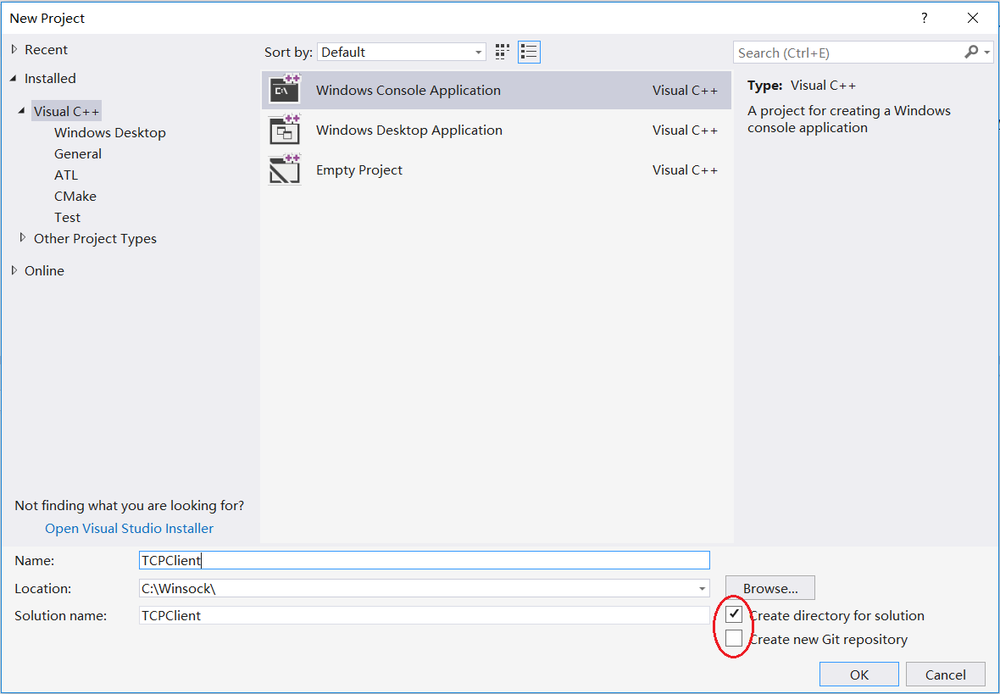 New Project
?
Recent
Installed
Visual C++
Windows Desktop
General
ATL
CMake
Test
Other Project Types
Online
Not finding what you are looking for?
Open Visual Studio Installer
Sort by: Default
Windows Console Application Visual C++
Windows Desktop Application Visual C++
Empty Project Visual C++
Search (Ctrl+E)
Type: Visual C++
A project for creating a Windows
console application
Name: TCPClient
Location: C:\Winsock\ Browse...
Solution name: TCPClient
Create directory for solution
Create new Git repository
OK Cancel